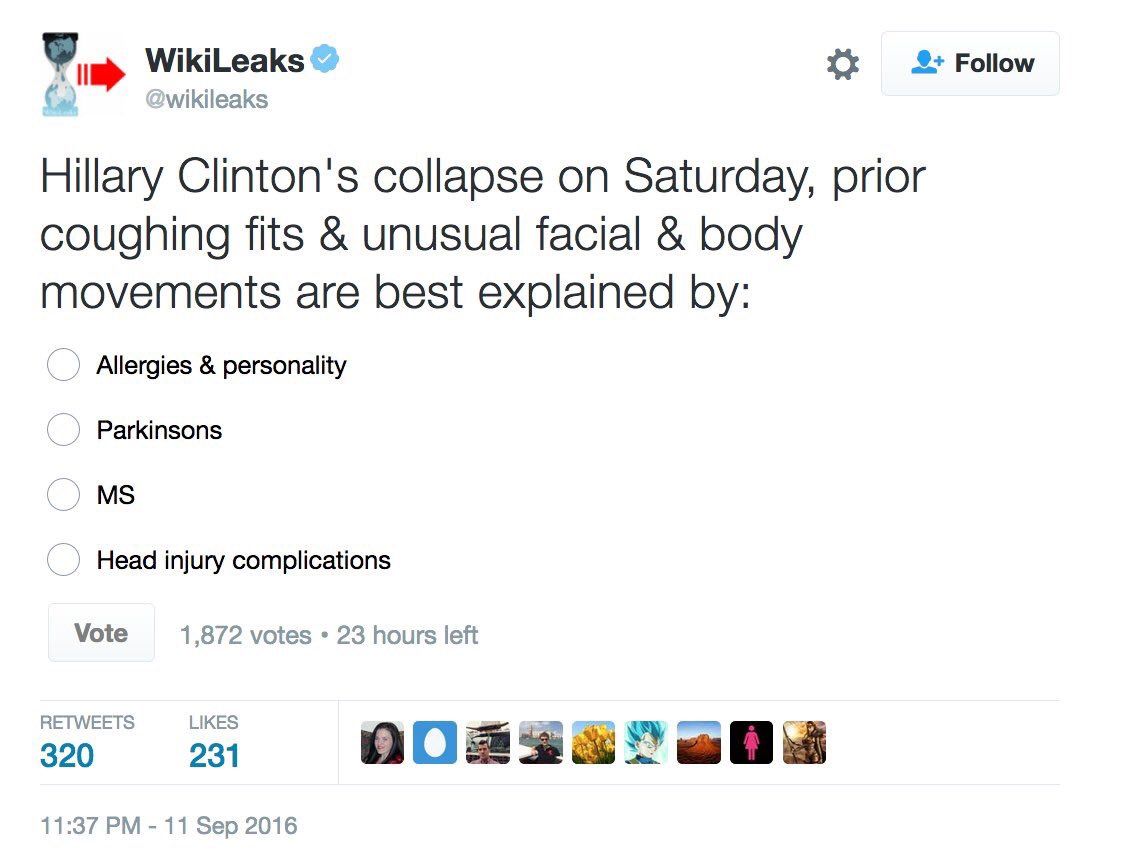 WikiLeaks
@wikileaks
Follow
Hillary Clinton's collapse on Saturday, prior
coughing fits & unusual facial & body
movements are best explained by:
Allergies & personality
Parkinsons
MS
Head injury complications
Vote 1,872 votes • 23 hours left
RETWEETS LIKES
320 231
11:37 PM - 11 Sep 2016